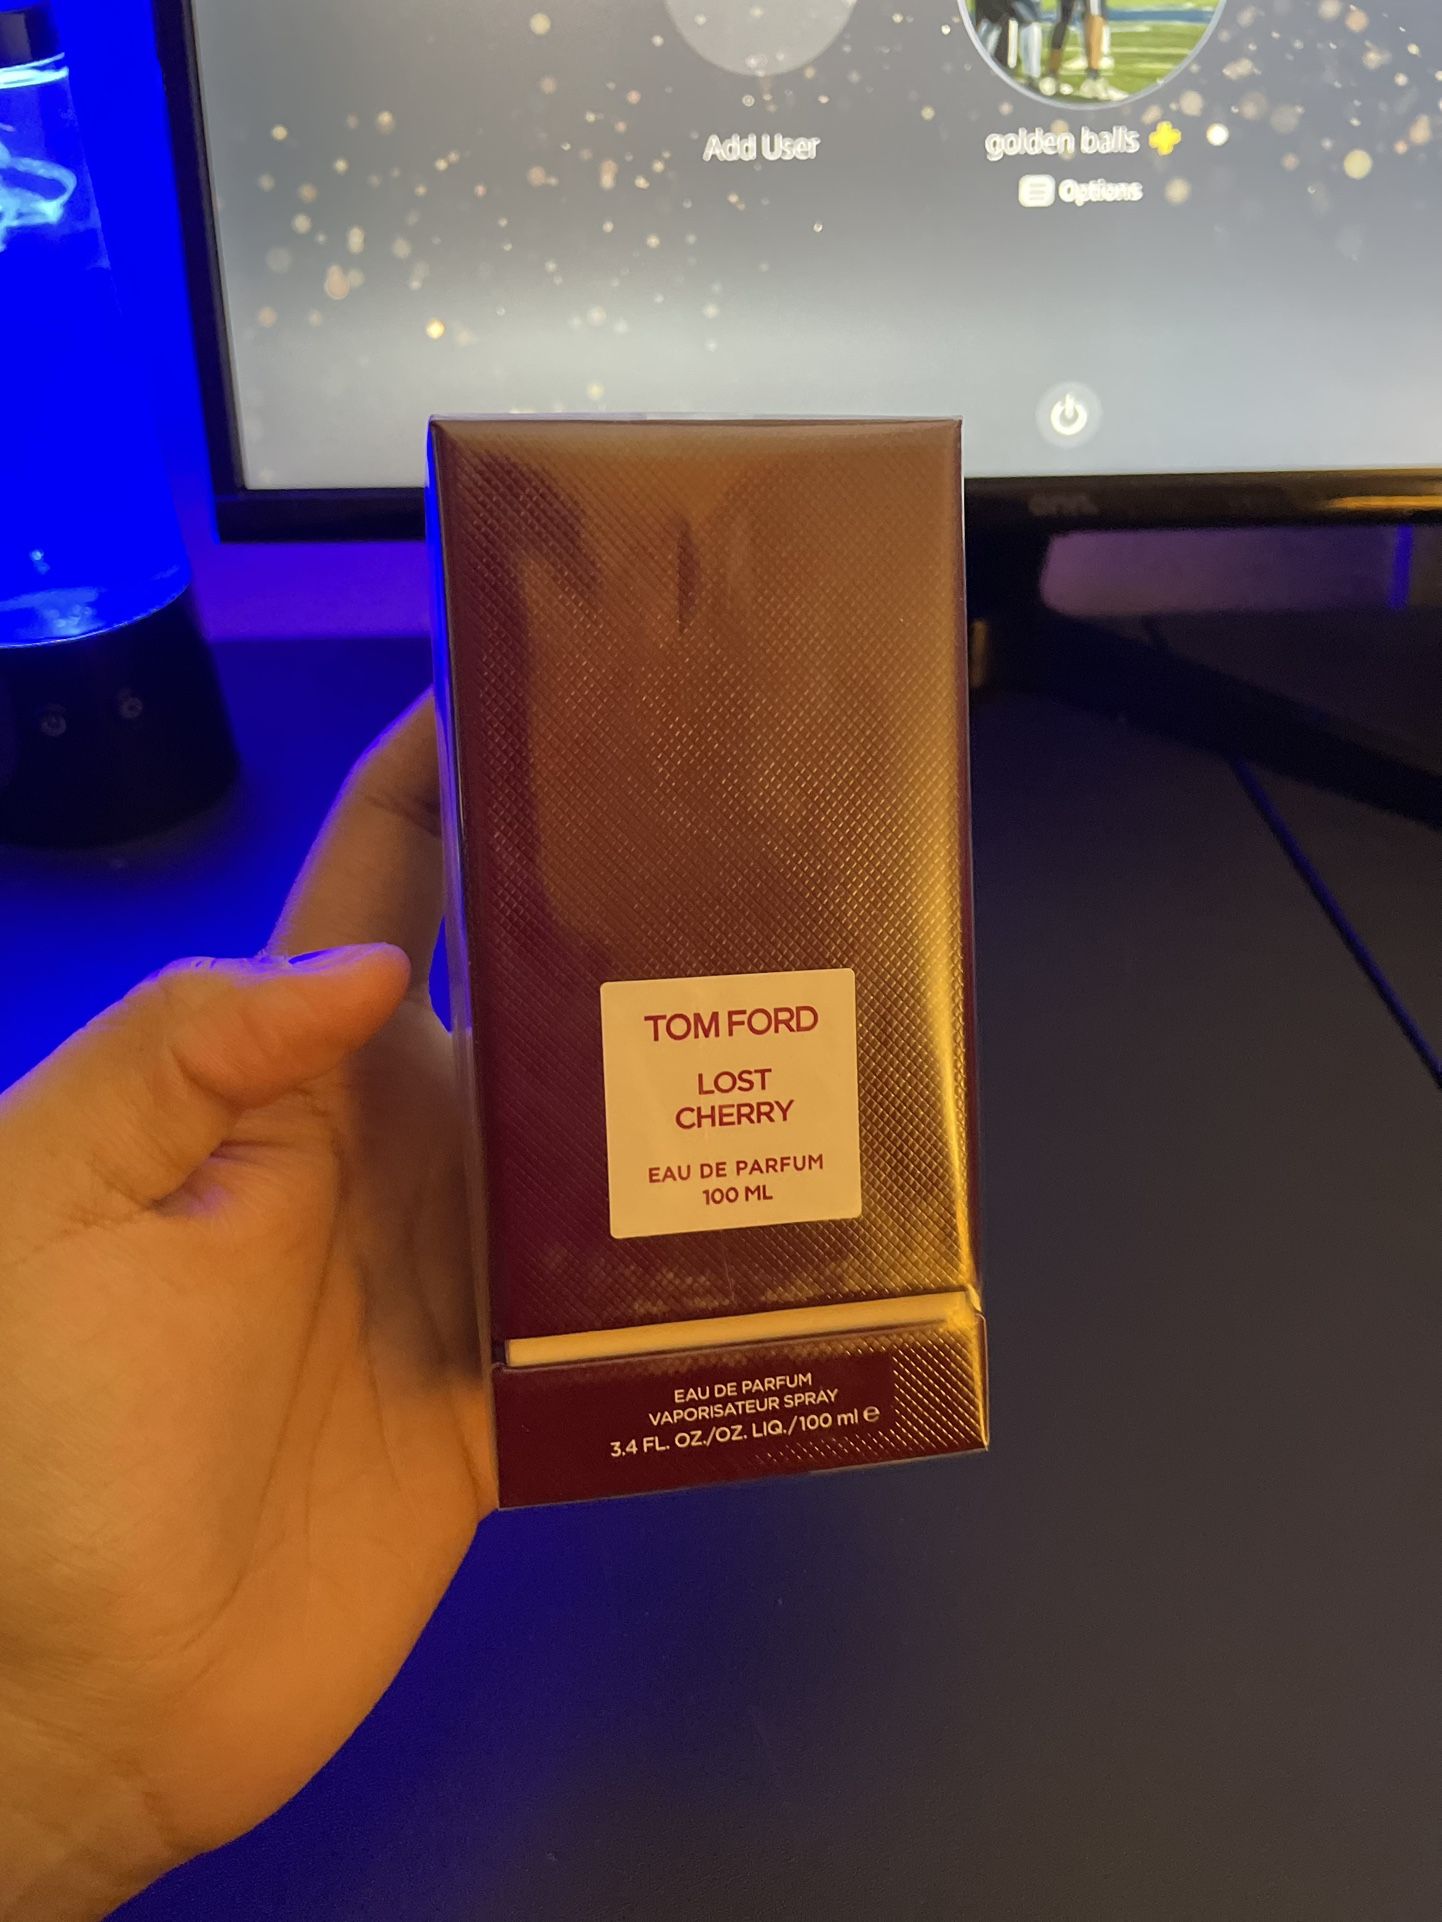 Add User
golden balls
Options
TOM FORD
LOST
CHERRY
EAU DE PARFUM
100 ML
EAU DE PARFUM
VAPORISATEUR SPRAY
3.4 FL. OZ./OZ. LIQ./100 ml ℮